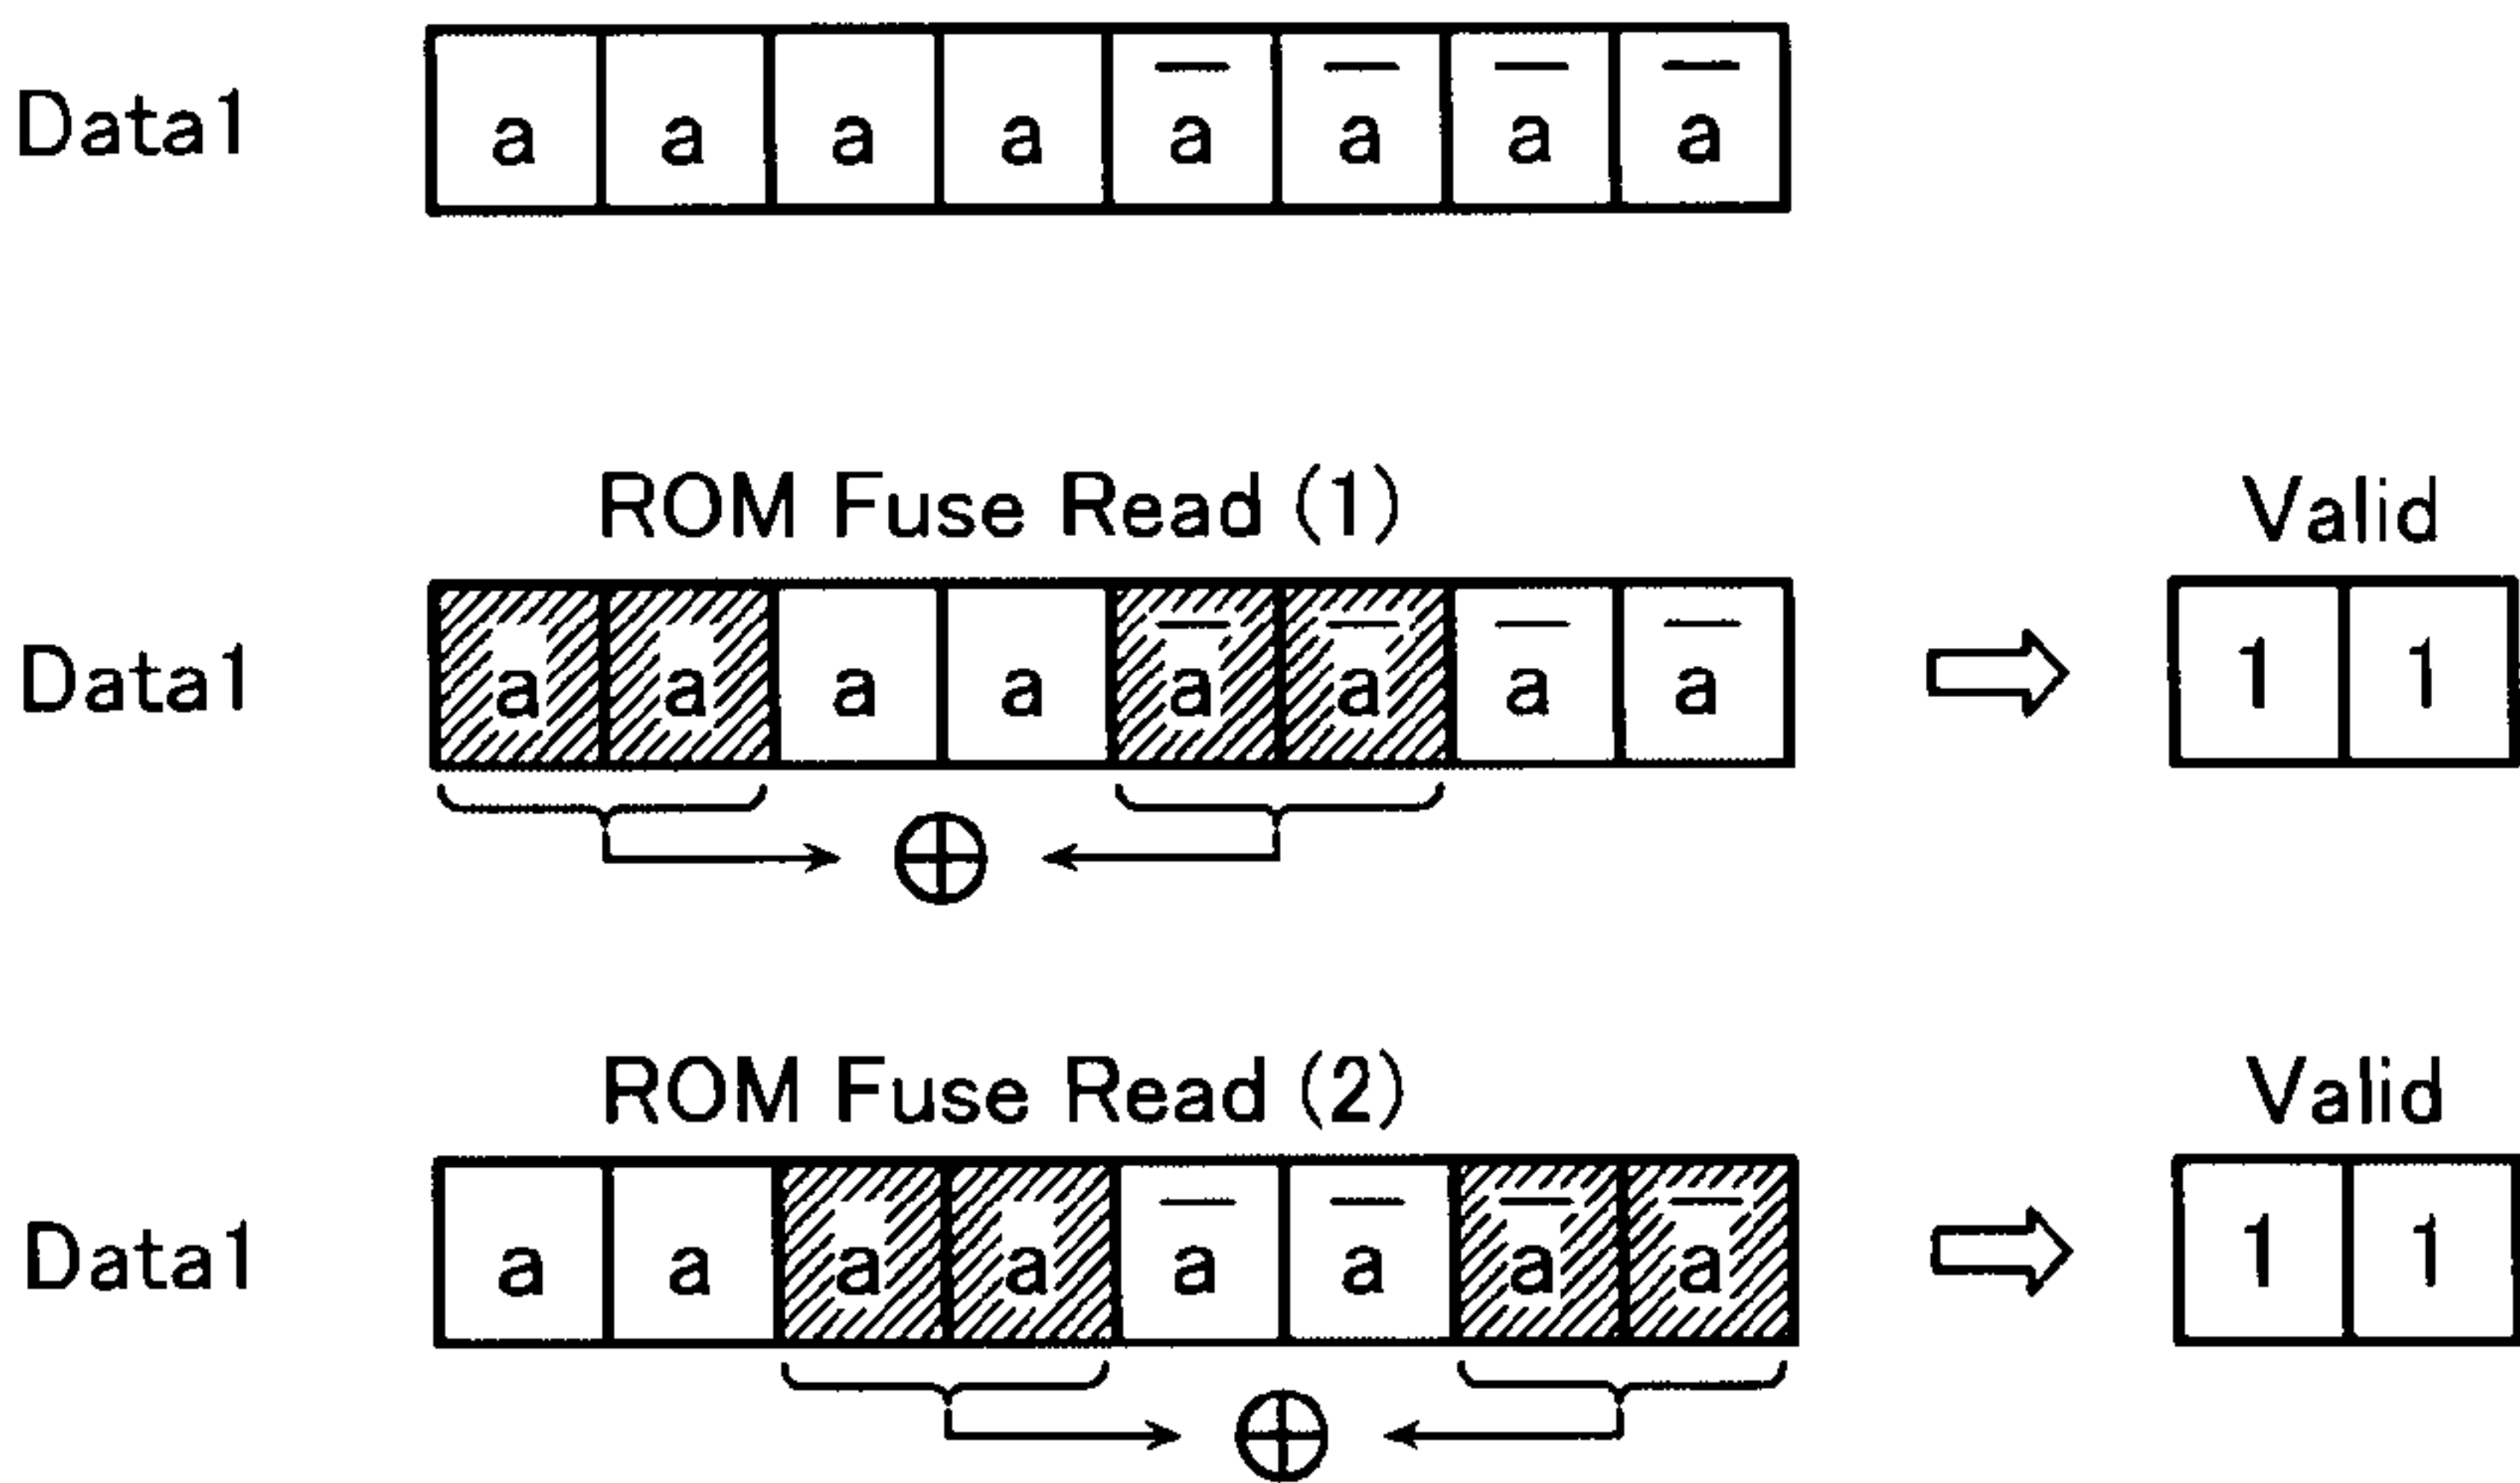 Data1 a a a a a̅ a̅ a̅ a̅
ROM Fuse Read (1) Valid
Data1 a a a a a̅ a̅ a̅ a̅ 1 1
ROM Fuse Read (2) Valid
Data1 a a a a a̅ a̅ a̅ a̅ 1 1